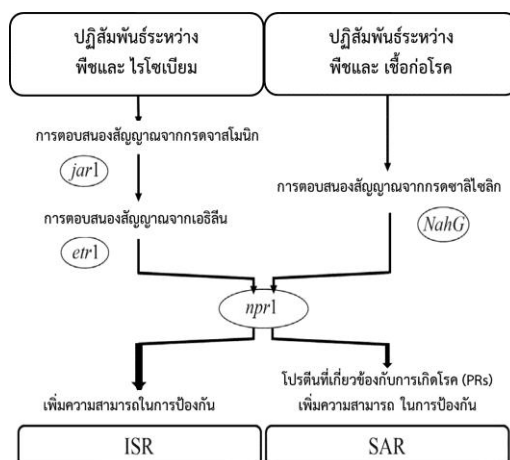 ปฏิสัมพันธ์ระหว่าง
พืชและ ไรโซเบียม
ปฏิสัมพันธ์ระหว่าง
พืชและ เชื้อก่อโรค
การตอบสนองสัญญาณจากกรดจาสโมนิก
jar1
การตอบสนองสัญญาณจากกรดซาลิไซลิก
การตอบสนองสัญญาณจากเอธิลีน
NahG
etr1
npr1
โปรตีนที่เกี่ยวข้องกับการเกิดโรค (PRs)
เพิ่มความสามารถในการป้องกัน
เพิ่มความสามารถ ในการป้องกัน
ISR
SAR